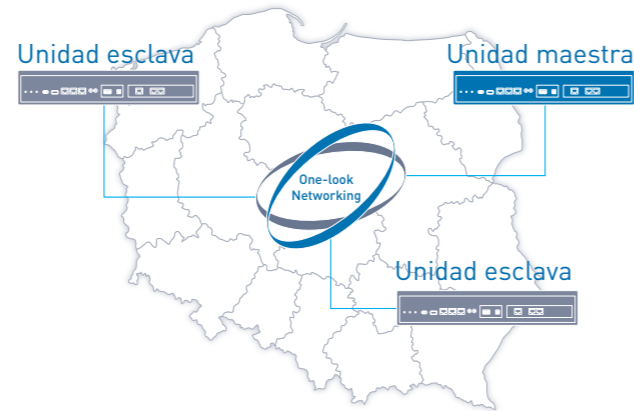 Unidad esclava
Unidad maestra
One-look
Networking
Unidad esclava